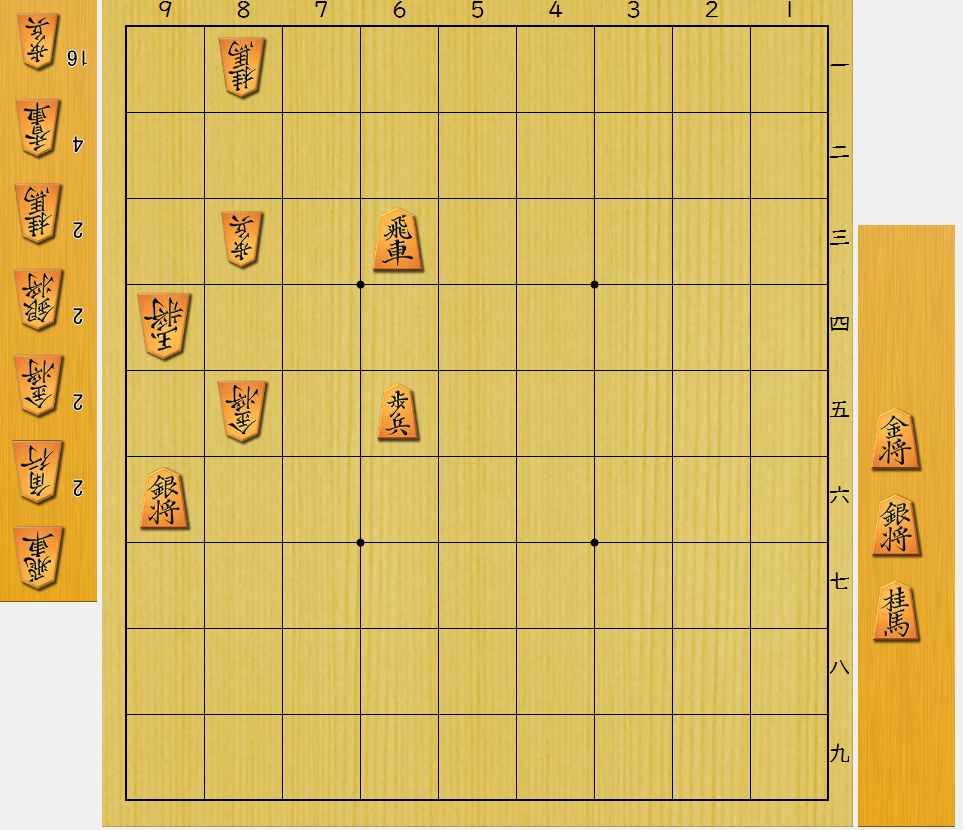 9 8 7 6 5 4 3 2 1
一
二
三
四
五
六
七
八
九
桂馬
歩兵
飛車
玉将
金将
歩兵
銀将
歩兵 16
香車 4
桂馬 2
銀将 2
金将 2
角行 2
飛車
金将
銀将
桂馬